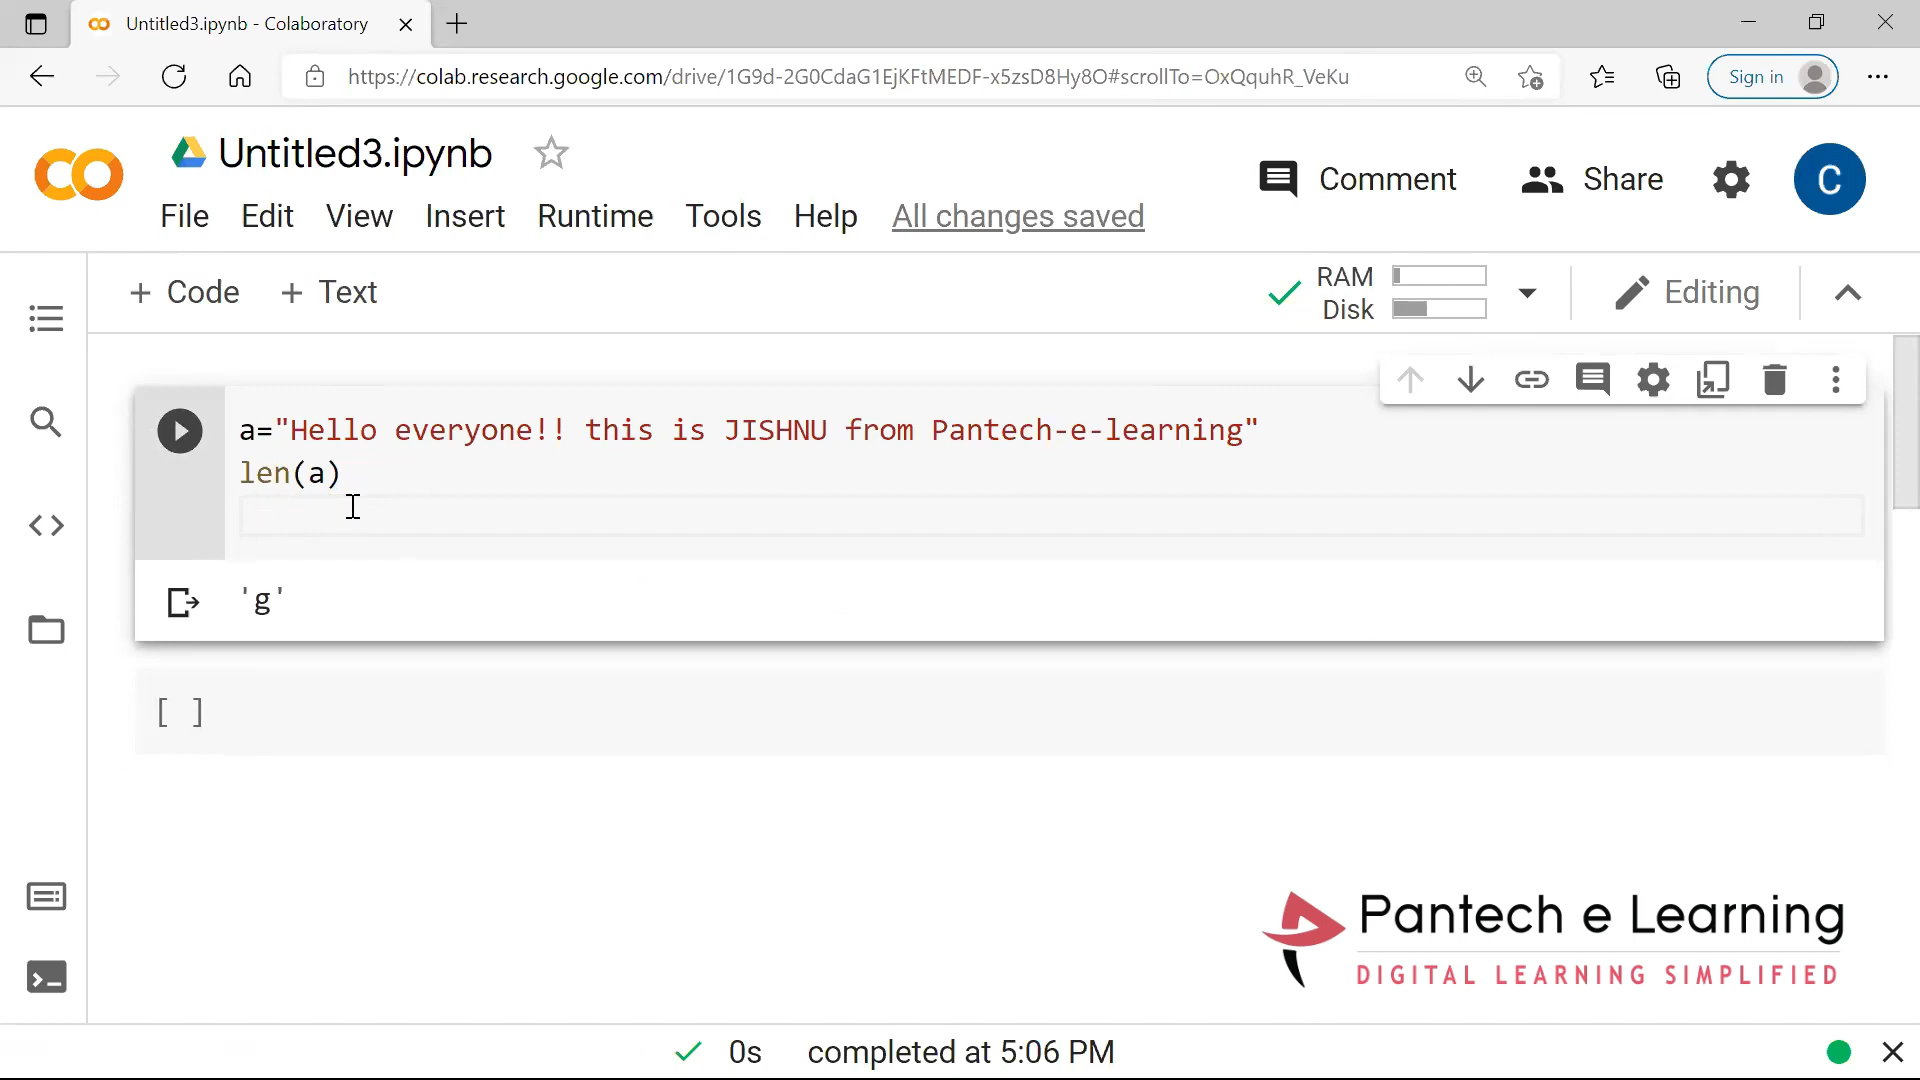 Untitled3.ipynb - Colaboratory
https://colab.research.google.com/drive/1G9d-2G0CdaG1EjKFtMEDF-x5zsD8Hy8O#scrollTo=OxQquhR_VeKu
Sign in
Untitled3.ipynb
Comment
Share
C
File Edit View Insert Runtime Tools Help All changes saved
+ Code + Text
RAM
Disk
Editing
a="Hello everyone!! this is JISHNU from Pantech-e-learning"
len(a)
'g'
[ ]
Pantech e Learning
DIGITAL LEARNING SIMPLIFIED
0s completed at 5:06 PM